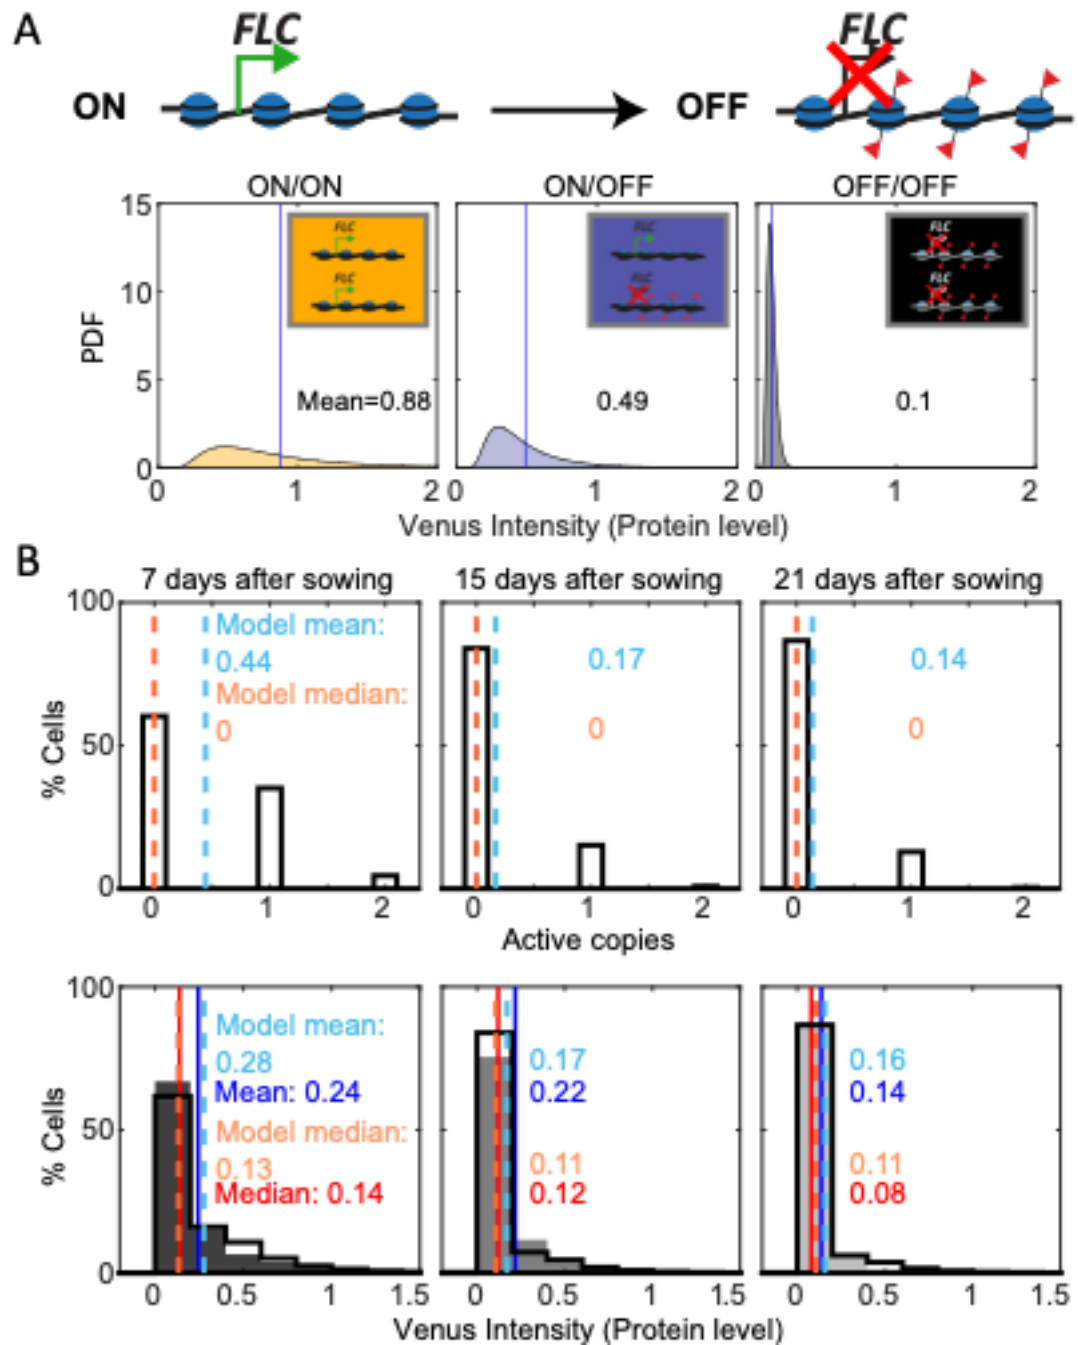 A
FLC
FLC
ON
OFF
ON/ON
ON/OFF
OFF/OFF
15
10
5
0
PDF
FLC
FLC
FLC
FLC
FLC
FLC
Mean=0.88
0.49
0.1
0 1 2
0 1 2
0 1 2
Venus Intensity (Protein level)
B
7 days after sowing
15 days after sowing
21 days after sowing
100
50
0
% Cells
Model mean:
0.44
Model median:
0
0.17
0
0.14
0
0 1 2
0 1 2
0 1 2
Active copies
100
50
0
% Cells
Model mean:
0.28
Mean: 0.24
Model median:
0.13
Median: 0.14
0.17
0.22
0.11
0.12
0.16
0.14
0.11
0.08
0 0.5 1 1.5
0 0.5 1 1.5
0 0.5 1 1.5
Venus Intensity (Protein level)